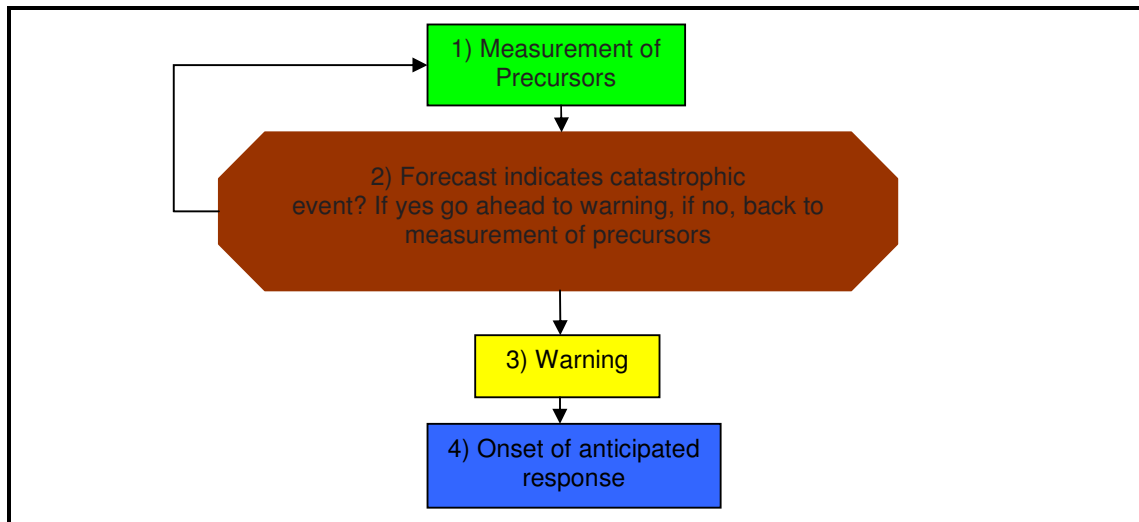 1) Measurement of
Precursors
2) Forecast indicates catastrophic
event? If yes go ahead to warning, if no, back to
measurement of precursors
3) Warning
4) Onset of anticipated
response